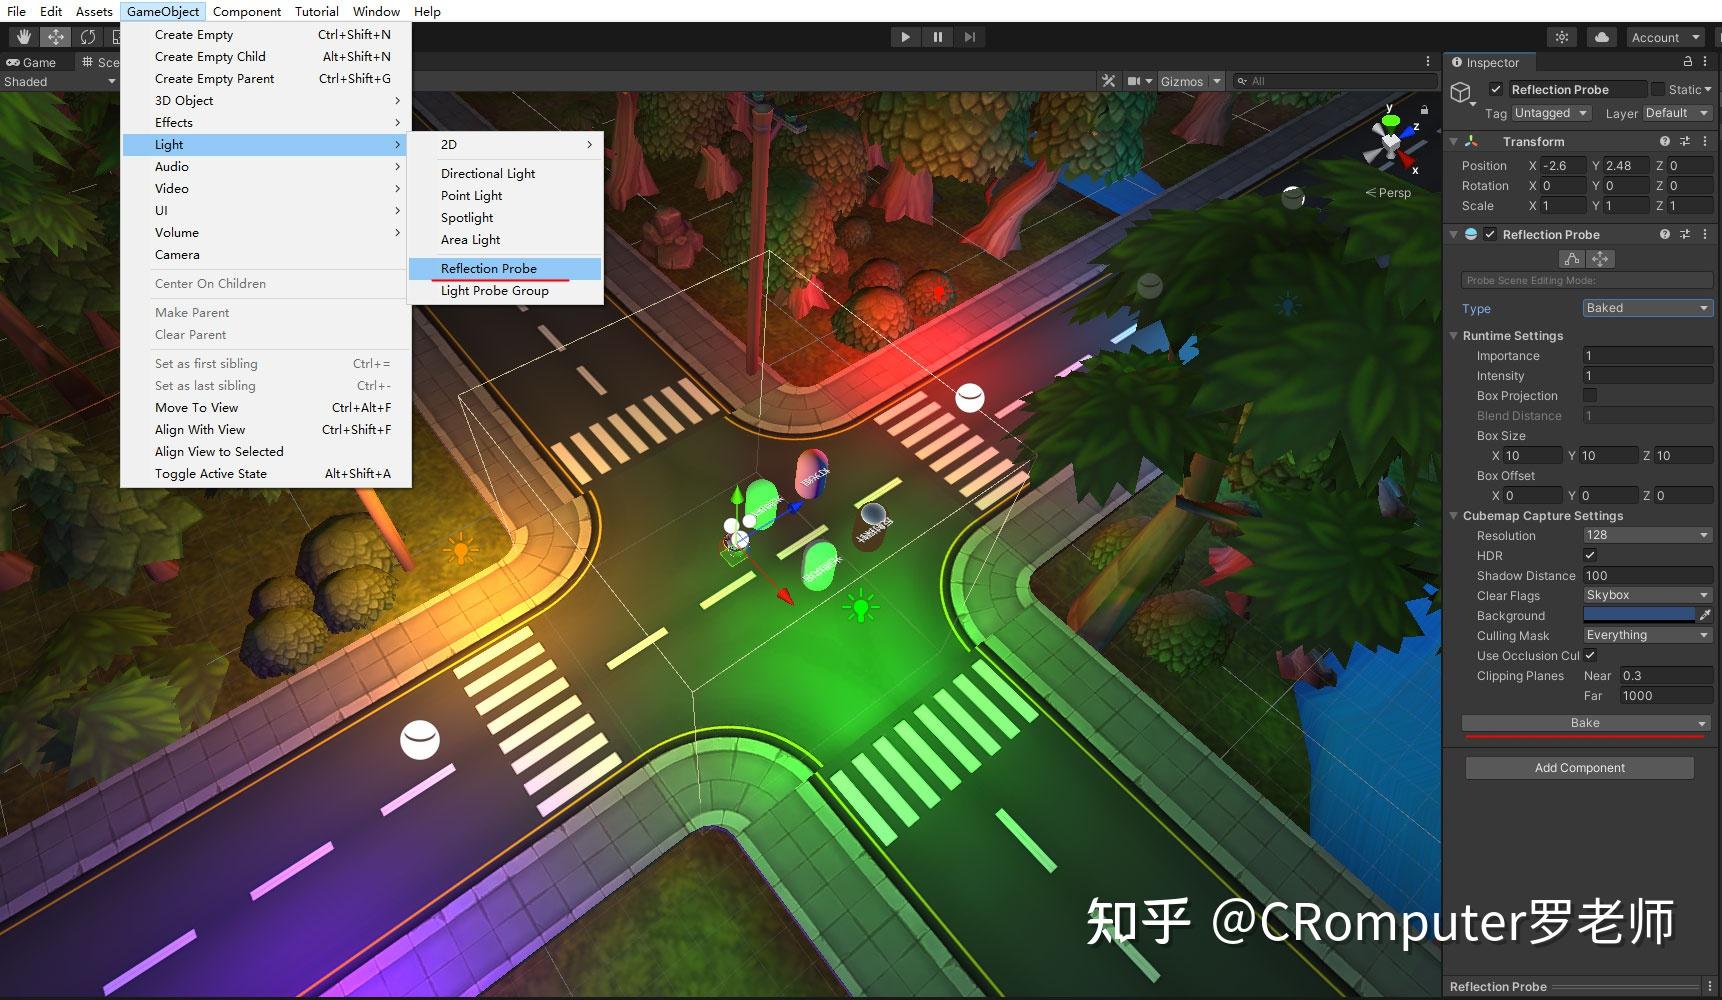 File Edit Assets GameObject Component Tutorial Window Help
Account
Game
Sce
Shaded
Gizmos
All
Create Empty Ctrl+Shift+N
Create Empty Child Alt+Shift+N
Create Empty Parent Ctrl+Shift+G
3D Object
Effects
Light
Audio
Video
UI
Volume
Camera
Center On Children
Make Parent
Clear Parent
Set as first sibling Ctrl+=
Set as last sibling Ctrl+-
Move To View Ctrl+Alt+F
Align With View Ctrl+Shift+F
Align View to Selected
Toggle Active State Alt+Shift+A
2D
Directional Light
Point Light
Spotlight
Area Light
Reflection Probe
Light Probe Group
y
z
x
Persp
Inspector
Reflection Probe Static
Tag Untagged Layer Default
Transform
Position X -2.6 Y 2.48 Z 0
Rotation X 0 Y 0 Z 0
Scale X 1 Y 1 Z 1
Reflection Probe
Probe Scene Editing Mode:
Type Baked
Runtime Settings
Importance 1
Intensity 1
Box Projection
Blend Distance 1
Box Size
X 10 Y 10 Z 10
Box Offset
X 0 Y 0 Z 0
Cubemap Capture Settings
Resolution 128
HDR
Shadow Distance 100
Clear Flags Skybox
Background
Culling Mask Everything
Use Occlusion Cul
Clipping Planes Near 0.3
Far 1000
Bake
Add Component
知乎 @CRomputer罗老师
Reflection Probe